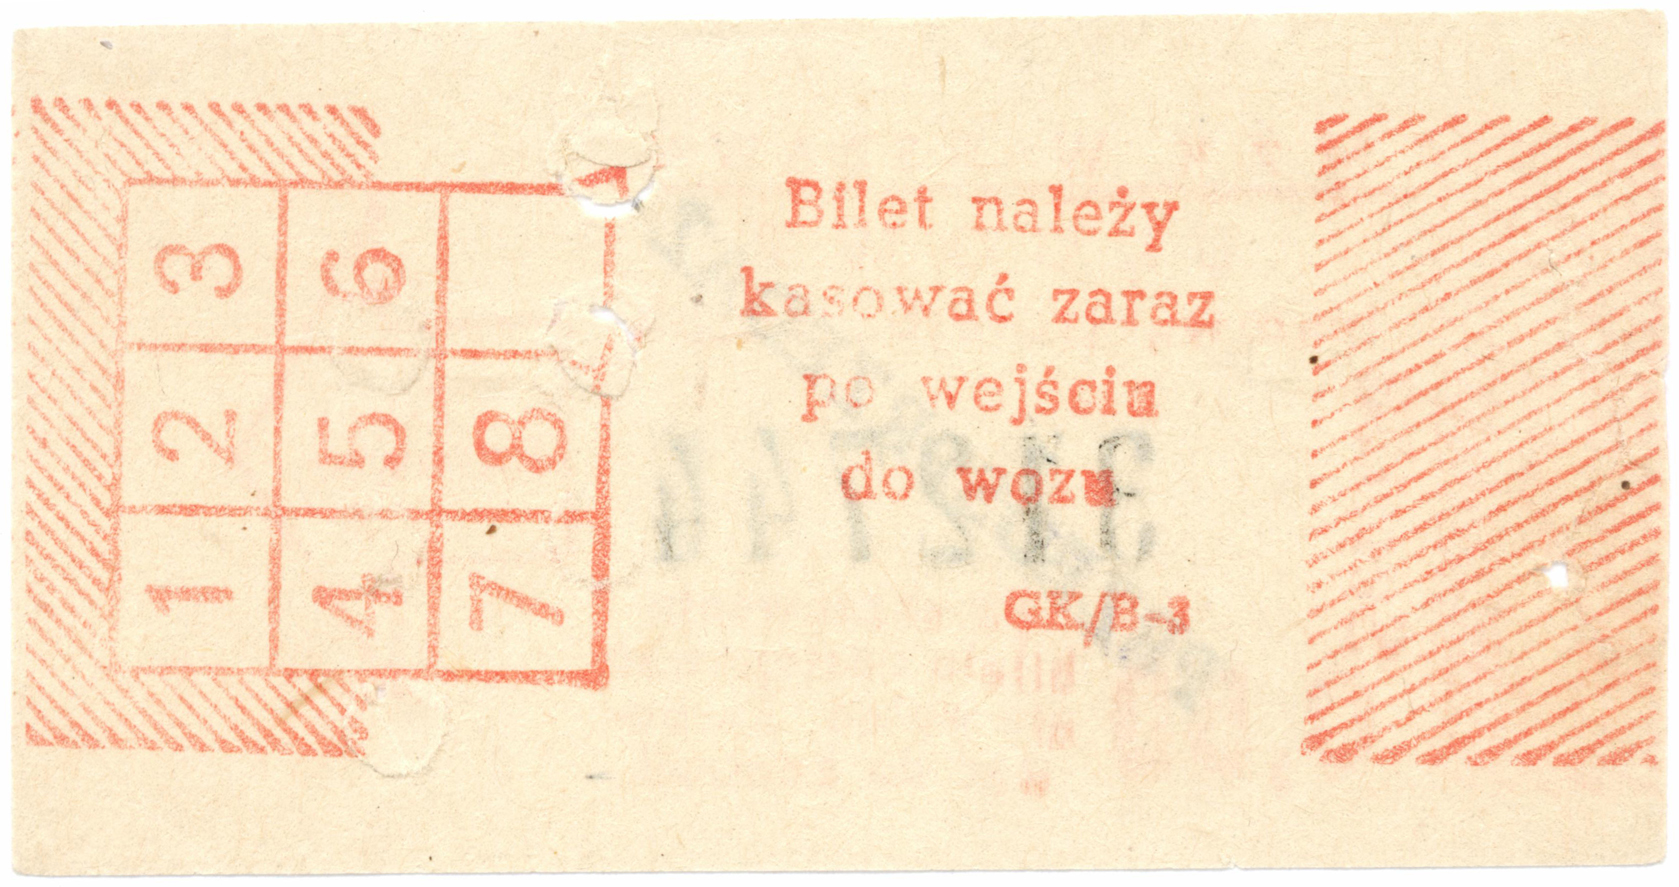 Bilet należy
kasować zaraz
po wejściu
do wozu
GK/B-3
3 6
2 5 8
1 4 7